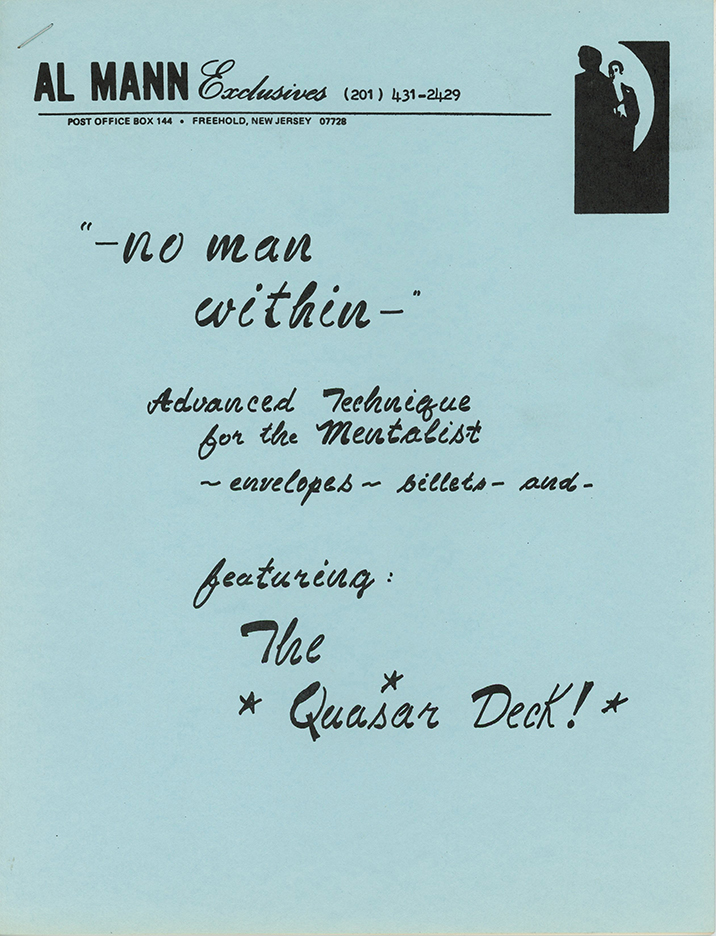 AL MANN Exclusives (201) 431-2429
POST OFFICE BOX 144 • FREEHOLD, NEW JERSEY 07728
"-no man
within-"
Advanced Technique
for the Mentalist
~ envelopes ~ billets - and -
featuring:
The
* Quasar Deck! *